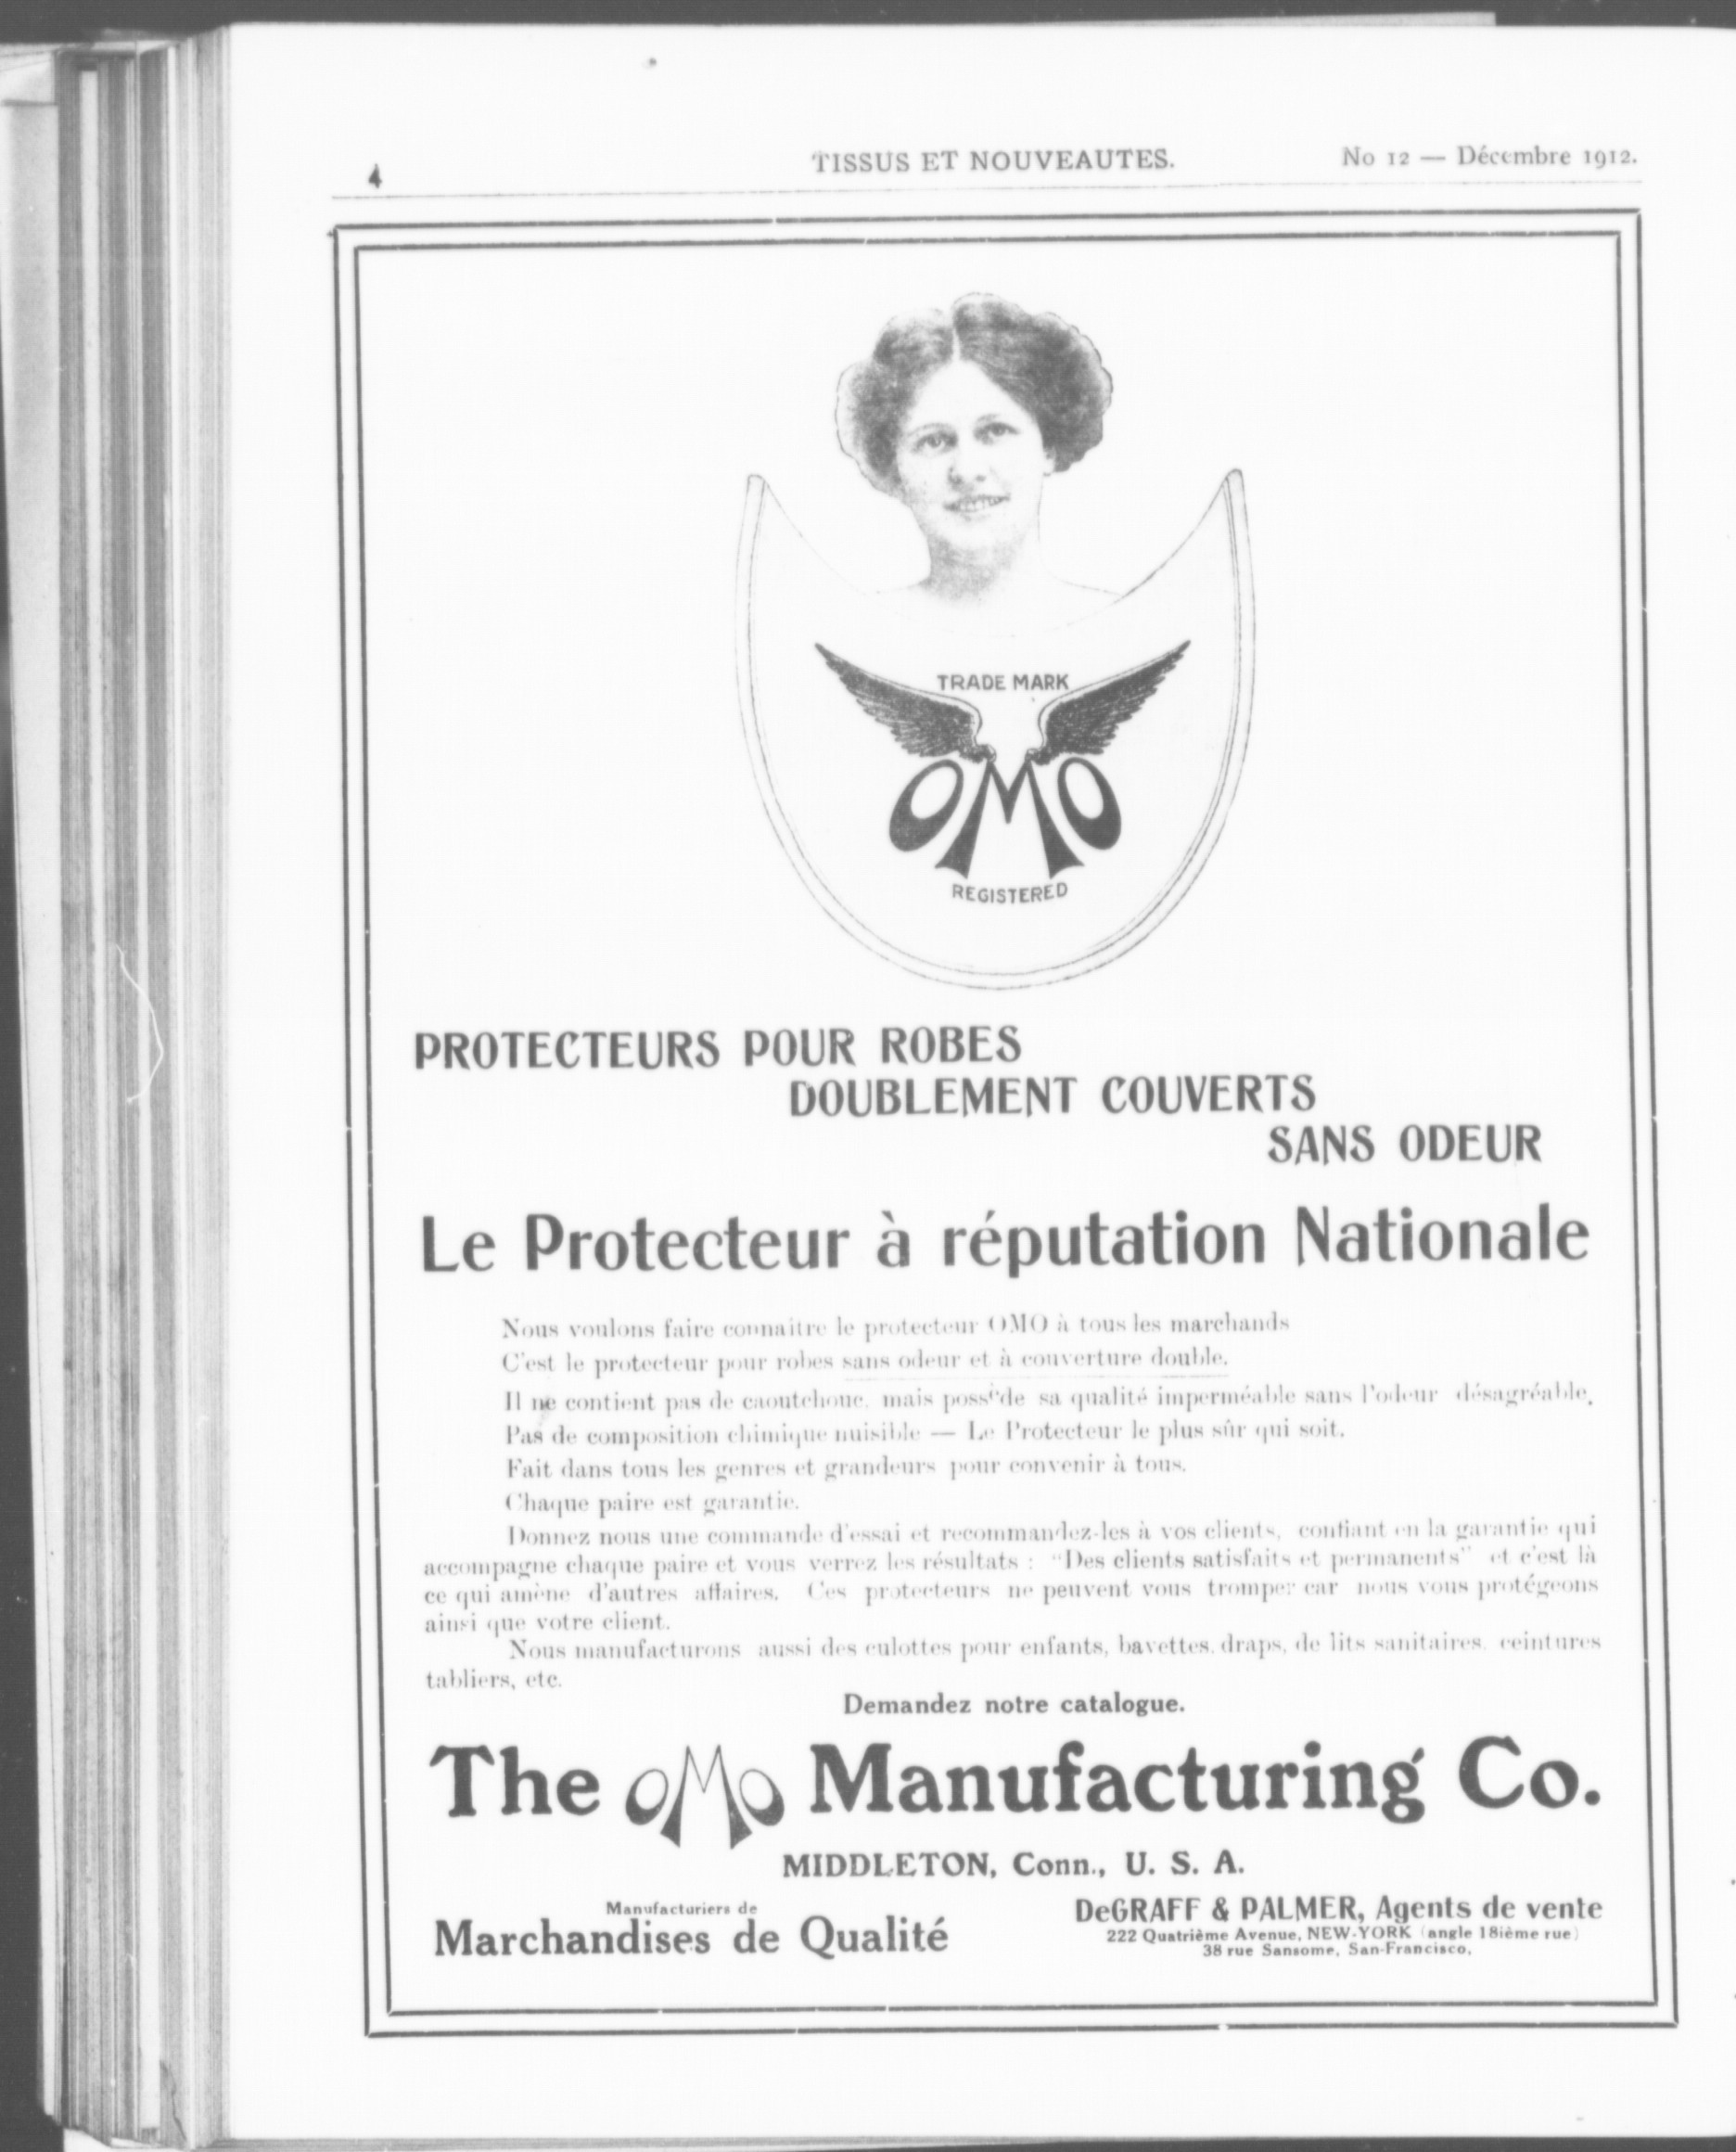 4
TISSUS ET NOUVEAUTES.
No 12 — Décembre 1912.
TRADE MARK
OMO
REGISTERED
PROTECTEURS POUR ROBES
DOUBLEMENT COUVERTS
SANS ODEUR
Le Protecteur à réputation Nationale
Nous voulons faire connaitre le protecteur OMO à tous les marchands
C'est le protecteur pour robes sans odeur et à couverture double.
Il ne contient pas de caoutchouc, mais possède sa qualité imperméable sans l'odeur désagréable.
Pas de composition chimique nuisible — Le Protecteur le plus sûr qui soit.
Fait dans tous les genres et grandeurs pour convenir à tous.
Chaque paire est garantie.
Donnez nous une commande d'essai et recommandez-les à vos clients, confiant en la garantie qui
accompagne chaque paire et vous verrez les résultats : "Des clients satisfaits et permanents" et c'est là
ce qui amène d'autres affaires. Ces protecteurs ne peuvent vous tromper car nous vous protégeons
ainsi que votre client.
Nous manufacturons aussi des culottes pour enfants, bavettes, draps, de lits sanitaires, ceintures
tabliers, etc.
Demandez notre catalogue.
The OMO Manufacturing Co.
MIDDLETON, Conn., U. S. A.
Manufacturiers de
Marchandises de Qualité
DeGRAFF & PALMER, Agents de vente
222 Quatrième Avenue, NEW-YORK (angle 18ième rue)
38 rue Sansome, San-Francisco,